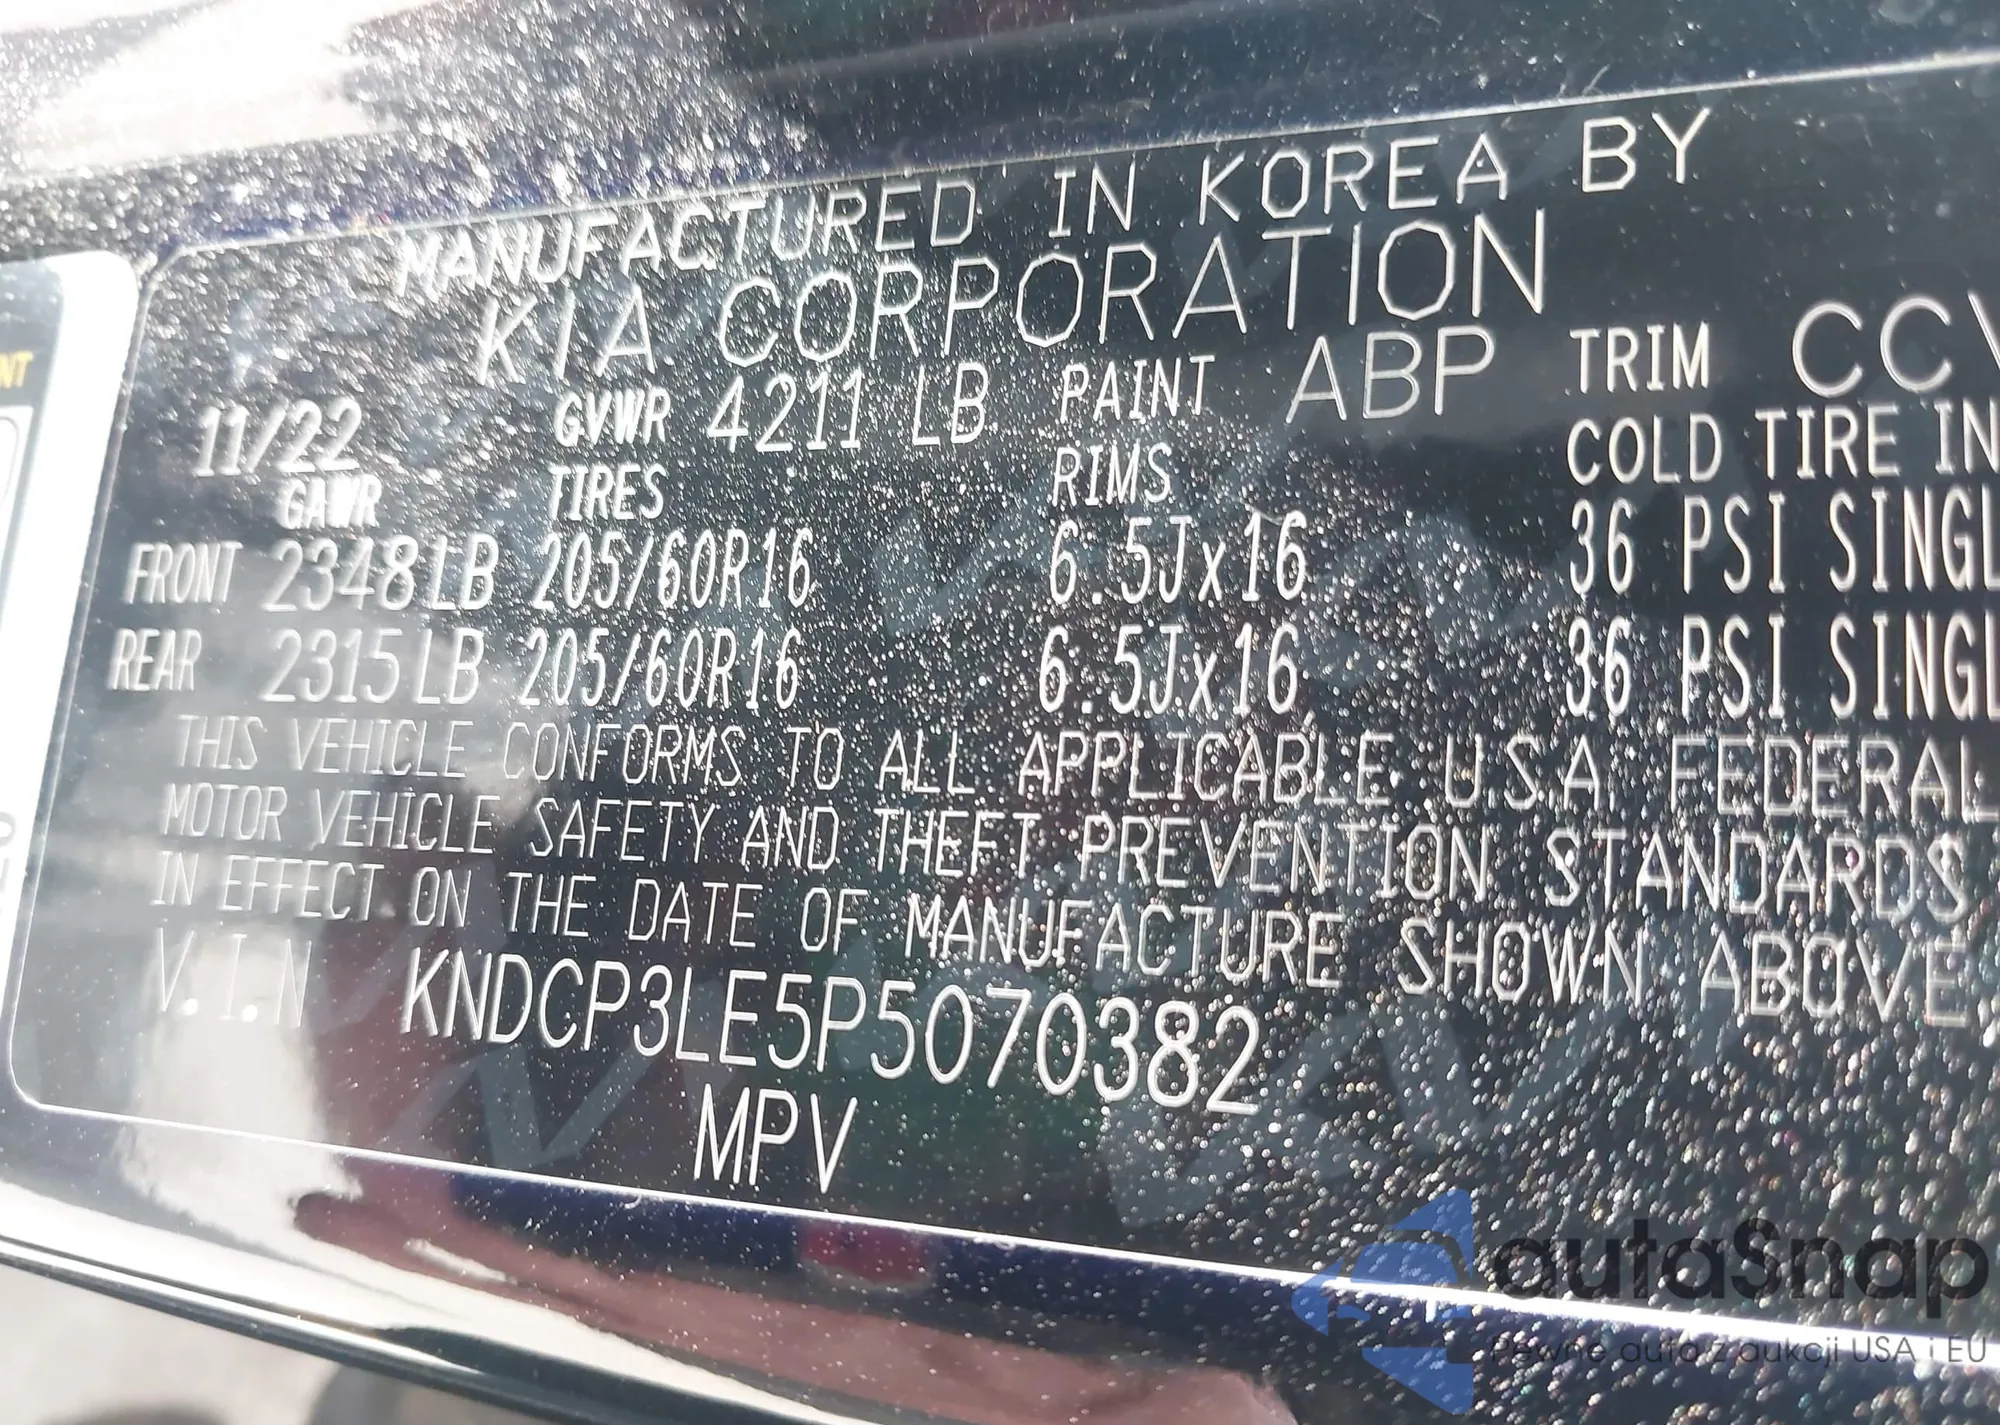 MANUFACTURED IN KOREA BY
KIA CORPORATION
11/22 GVWR 4211 LB PAINT ABP TRIM CCV
GAWR TIRES RIMS COLD TIRE IN
FRONT 2348LB 205/60R16 6.5Jx16 36 PSI SINGL
REAR 2315LB 205/60R16 6.5Jx16 36 PSI SINGL
THIS VEHICLE CONFORMS TO ALL APPLICABLE U.S.A. FEDERAL
MOTOR VEHICLE SAFETY AND THEFT PREVENTION STANDARDS
IN EFFECT ON THE DATE OF MANUFACTURE SHOWN ABOVE
V.I.N KNDCP3LE5P5070382
MPV
NT
autaSnap
Pewne auta z aukcji USA i EU